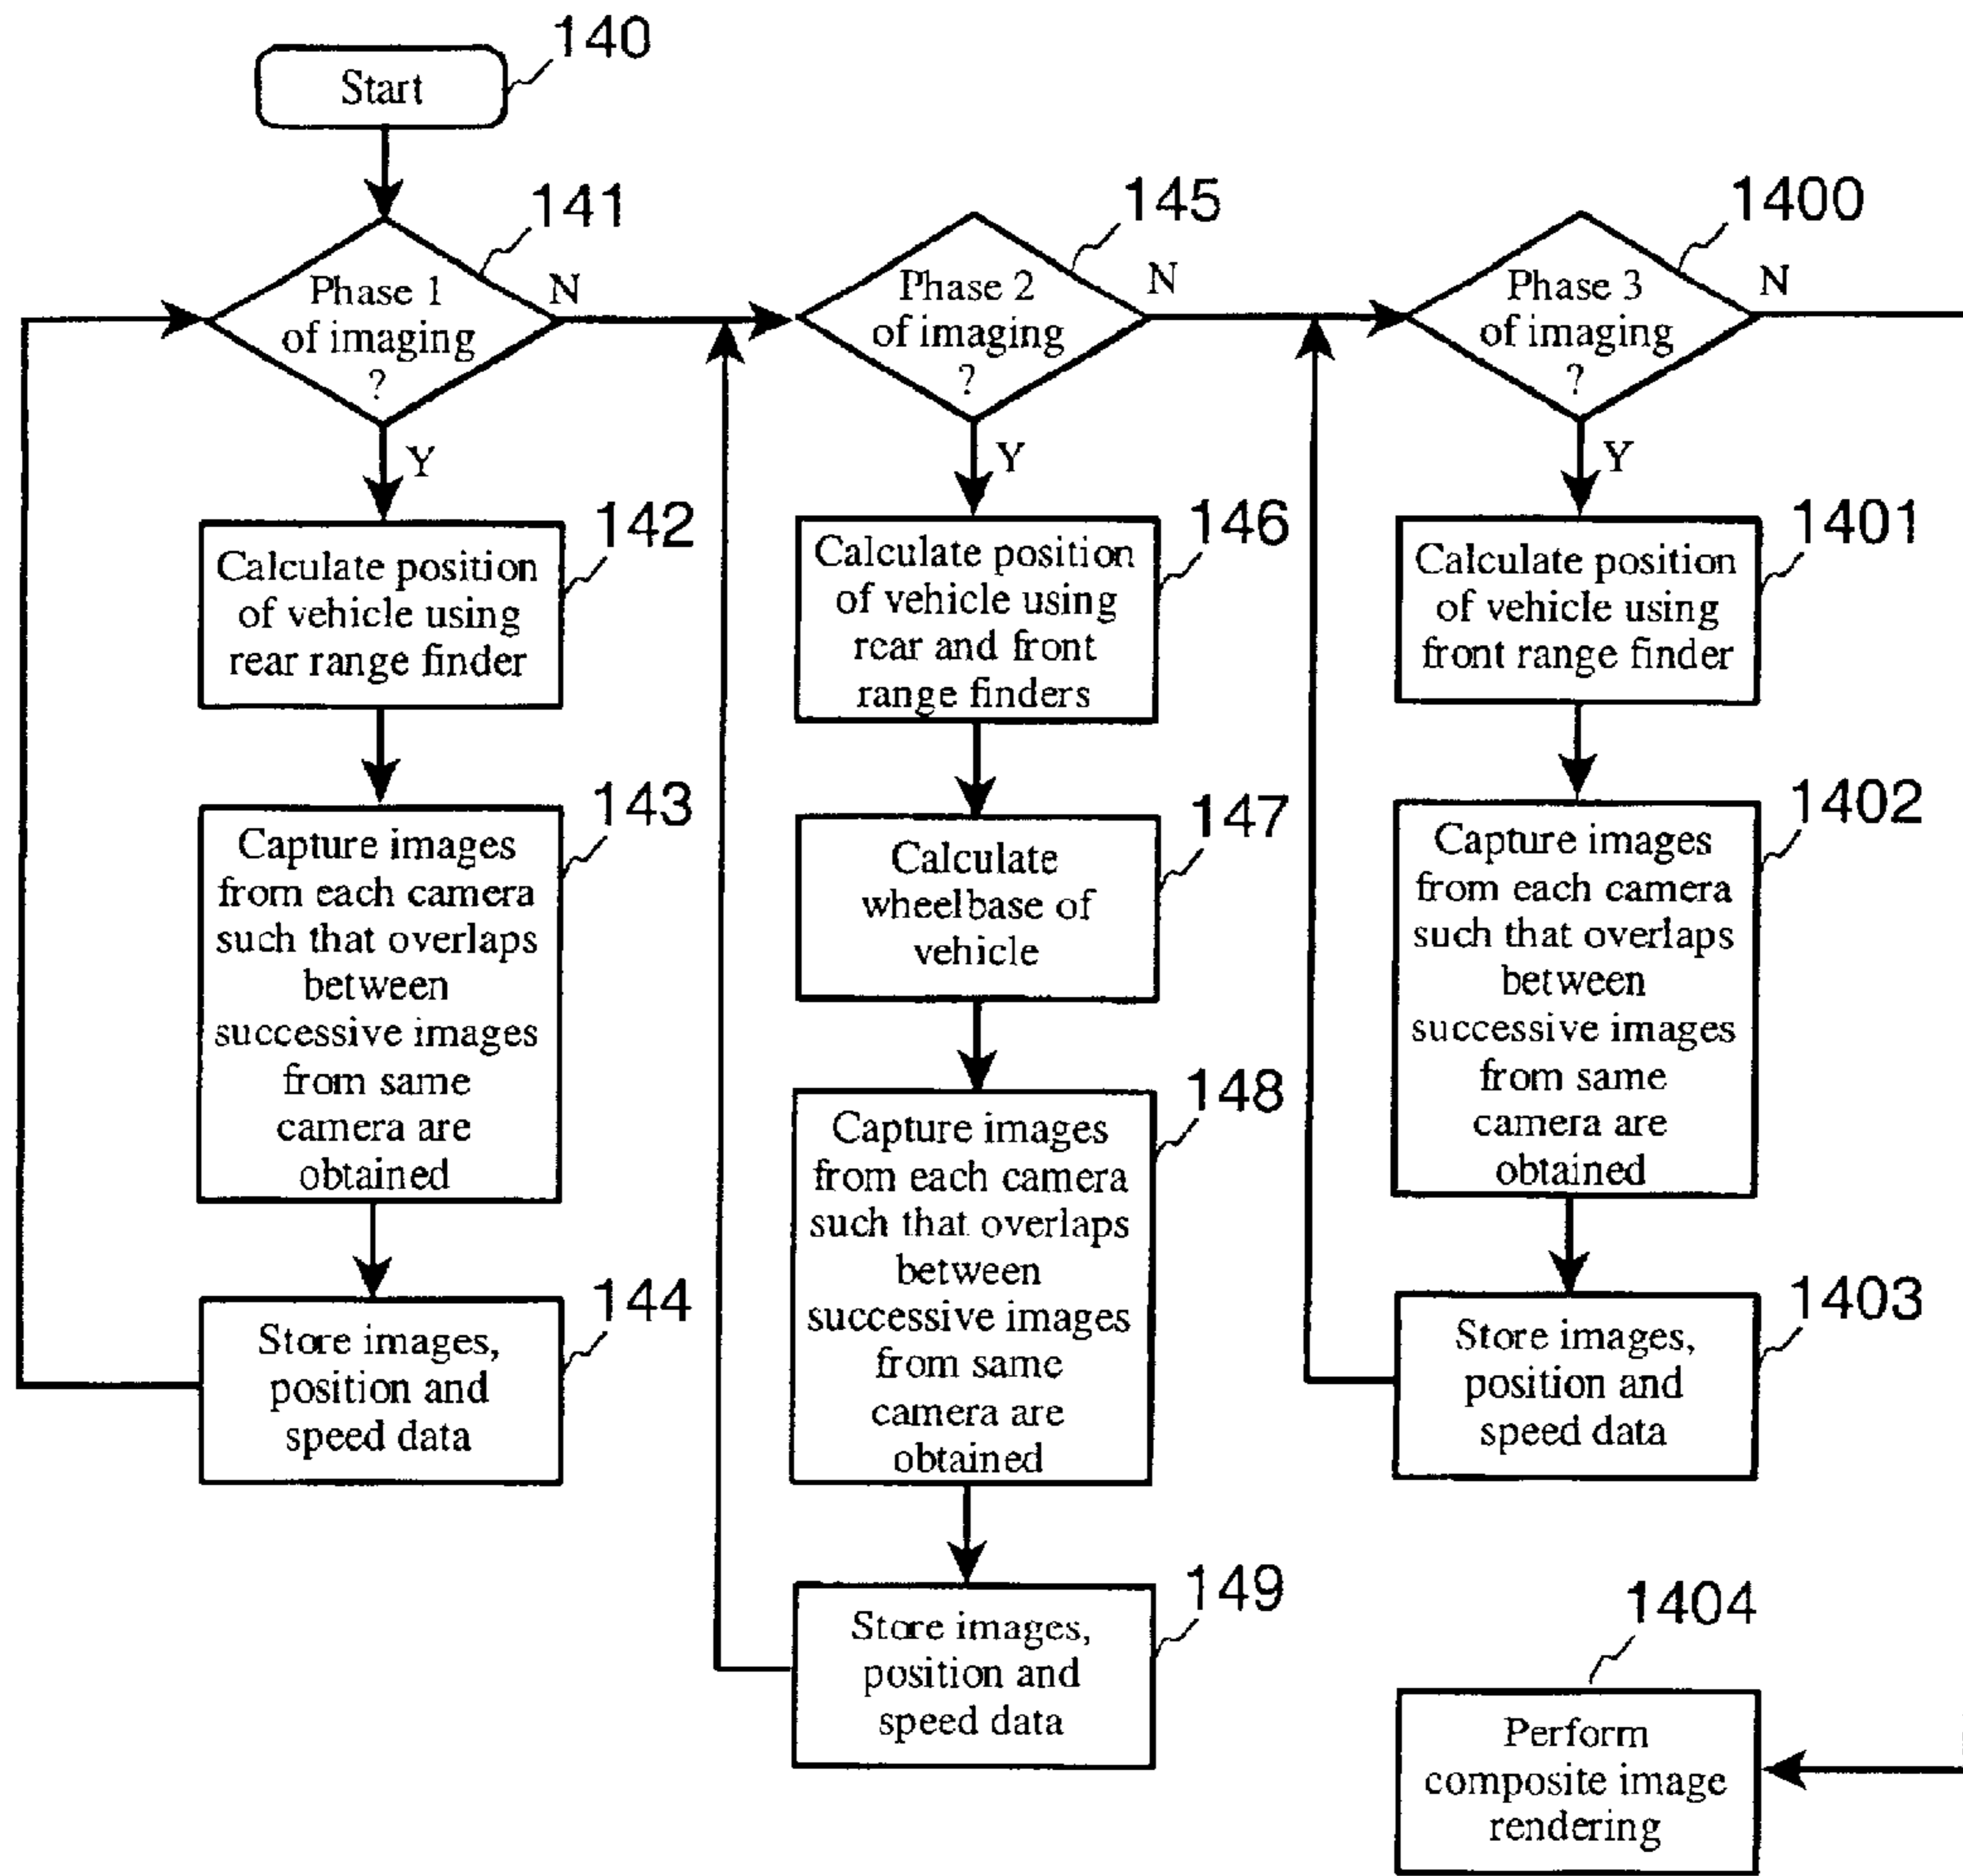 140
Start
141
Phase 1
of imaging
?
N
Y
142
Calculate position
of vehicle using
rear range finder
143
Capture images
from each camera
such that overlaps
between
successive images
from same
camera are
obtained
144
Store images,
position and
speed data
145
Phase 2
of imaging
?
N
Y
146
Calculate position
of vehicle using
rear and front
range finders
147
Calculate
wheelbase of
vehicle
148
Capture images
from each camera
such that overlaps
between
successive images
from same
camera are
obtained
149
Store images,
position and
speed data
1400
Phase 3
of imaging
?
N
Y
1401
Calculate position
of vehicle using
front range finder
1402
Capture images
from each camera
such that overlaps
between
successive images
from same
camera are
obtained
1403
Store images,
position and
speed data
1404
Perform
composite image
rendering